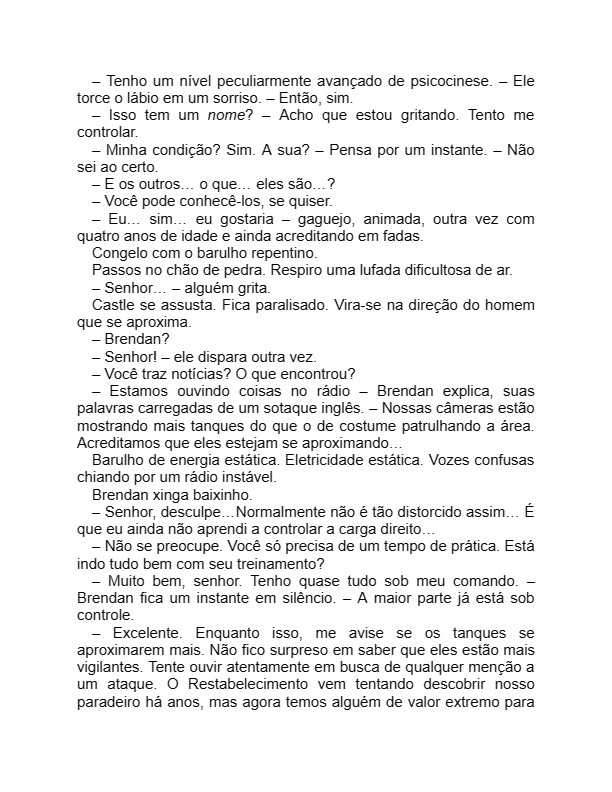 – Tenho um nível peculiarmente avançado de psicocinese. – Ele
torce o lábio em um sorriso. – Então, sim.
– Isso tem um nome? – Acho que estou gritando. Tento me
controlar.
– Minha condição? Sim. A sua? – Pensa por um instante. – Não
sei ao certo.
– E os outros… o que… eles são…?
– Você pode conhecê-los, se quiser.
– Eu… sim… eu gostaria – gaguejo, animada, outra vez com
quatro anos de idade e ainda acreditando em fadas.
Congelo com o barulho repentino.
Passos no chão de pedra. Respiro uma lufada dificultosa de ar.
– Senhor… – alguém grita.
Castle se assusta. Fica paralisado. Vira-se na direção do homem
que se aproxima.
– Brendan?
– Senhor! – ele dispara outra vez.
– Você traz notícias? O que encontrou?
– Estamos ouvindo coisas no rádio – Brendan explica, suas
palavras carregadas de um sotaque inglês. – Nossas câmeras estão
mostrando mais tanques do que o de costume patrulhando a área.
Acreditamos que eles estejam se aproximando…
Barulho de energia estática. Eletricidade estática. Vozes confusas
chiando por um rádio instável.
Brendan xinga baixinho.
– Senhor, desculpe…Normalmente não é tão distorcido assim… É
que eu ainda não aprendi a controlar a carga direito…
– Não se preocupe. Você só precisa de um tempo de prática. Está
indo tudo bem com seu treinamento?
– Muito bem, senhor. Tenho quase tudo sob meu comando. –
Brendan fica um instante em silêncio. – A maior parte já está sob
controle.
– Excelente. Enquanto isso, me avise se os tanques se
aproximarem mais. Não fico surpreso em saber que eles estão mais
vigilantes. Tente ouvir atentamente em busca de qualquer menção a
um ataque. O Restabelecimento vem tentando descobrir nosso
paradeiro há anos, mas agora temos alguém de valor extremo para